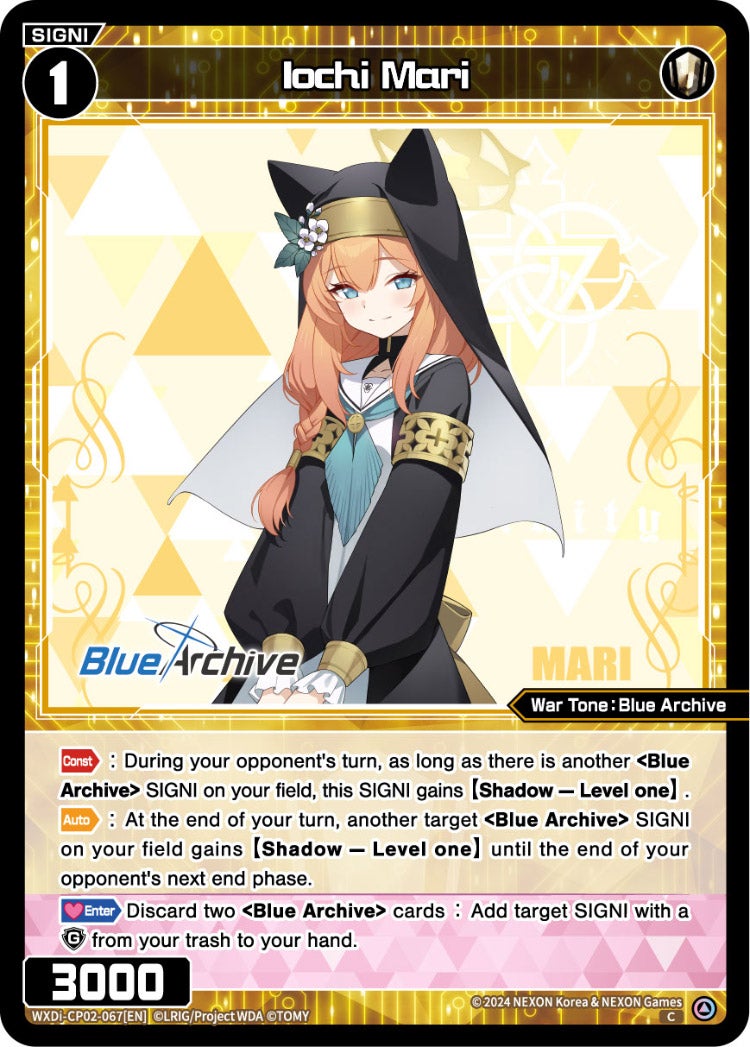 SIGNI
1
Iochi Mari
ity
Blue Archive
MARI
War Tone：Blue Archive
Const ： During your opponent's turn, as long as there is another <Blue
Archive> SIGNI on your field, this SIGNI gains【Shadow — Level one】.
Auto ： At the end of your turn, another target <Blue Archive> SIGNI
on your field gains【Shadow — Level one】until the end of your
opponent's next end phase.
Enter Discard two <Blue Archive> cards：Add target SIGNI with a
G from your trash to your hand.
3000
©2024 NEXON Korea & NEXON Games
WXDi-CP02-067[EN] ©LRIG/Project WDA ©TOMY
C